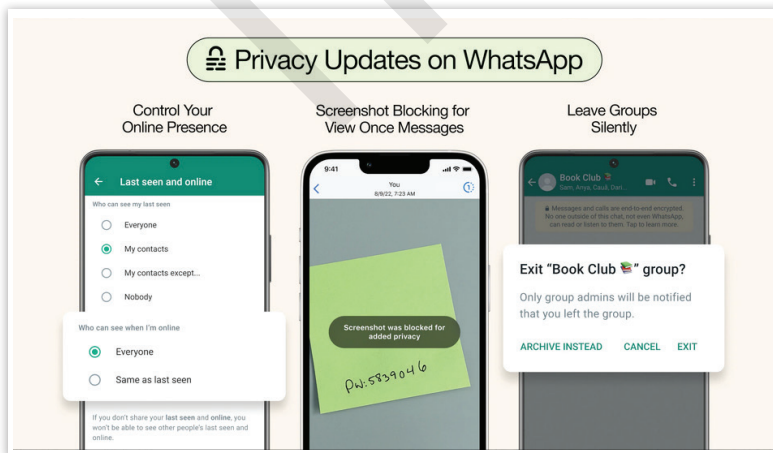 Privacy Updates on WhatsApp
Control Your
Online Presence
Last seen and online
Who can see my last seen
Everyone
My contacts
My contacts except...
Nobody
Who can see when I'm online
Everyone
Same as last seen
If you don't share your last seen and online, you
won't be able to see other people's last seen and
online.
Screenshot Blocking for
View Once Messages
9:41
You
8/9/22, 7:23 AM
Screenshot was blocked for
added privacy
PW:5839046
Leave Groups
Silently
Book Club 📚
Sam, Anya, Cauli, Dari...
Messages and calls are end-to-end encrypted.
No one outside of this chat, not even WhatsApp,
can read or listen to them. Tap to learn more.
Exit "Book Club 📚" group?
Only group admins will be notified
that you left the group.
ARCHIVE INSTEAD CANCEL EXIT